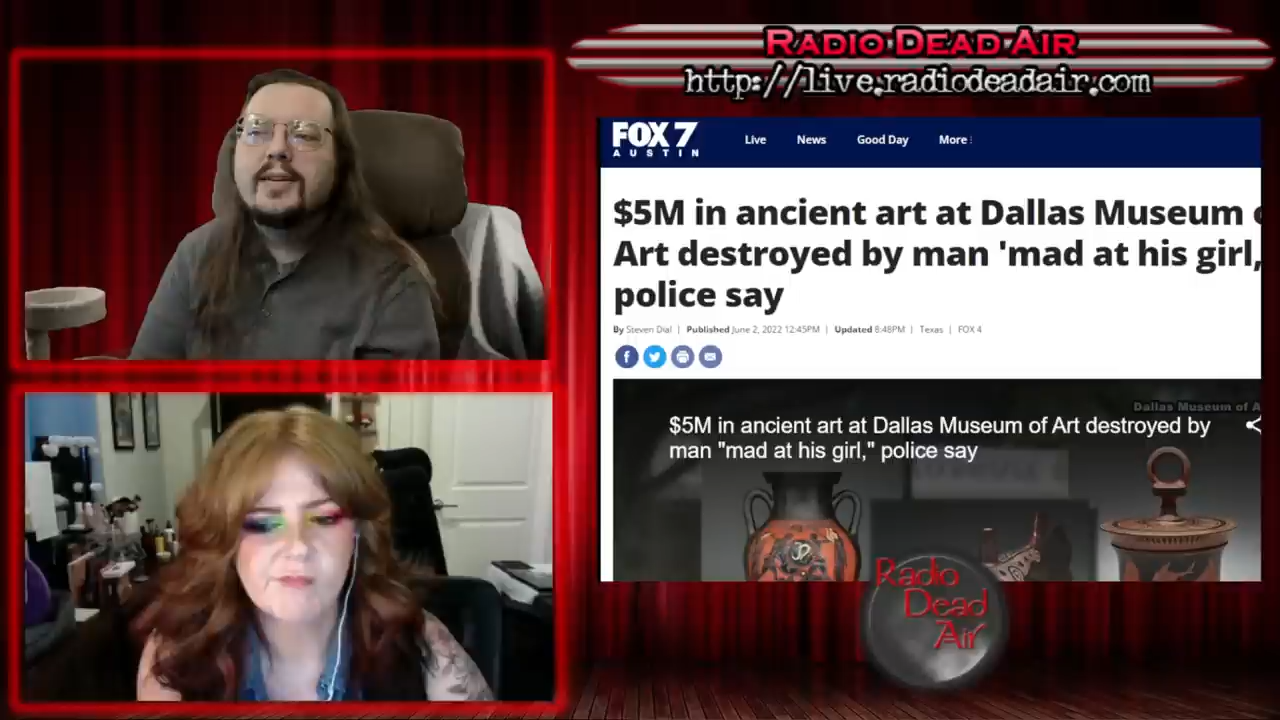 Radio Dead Air
http://live.radiodeadair.com
FOX 7
AUSTIN
Live News Good Day More
$5M in ancient art at Dallas Museum
Art destroyed by man 'mad at his girl,
police say
By Steven Dial | Published June 2, 2022 12:45PM | Updated 8:48PM | Texas | FOX 4
Dallas Museum of A
$5M in ancient art at Dallas Museum of Art destroyed by
man "mad at his girl," police say
Radio
Dead
Air